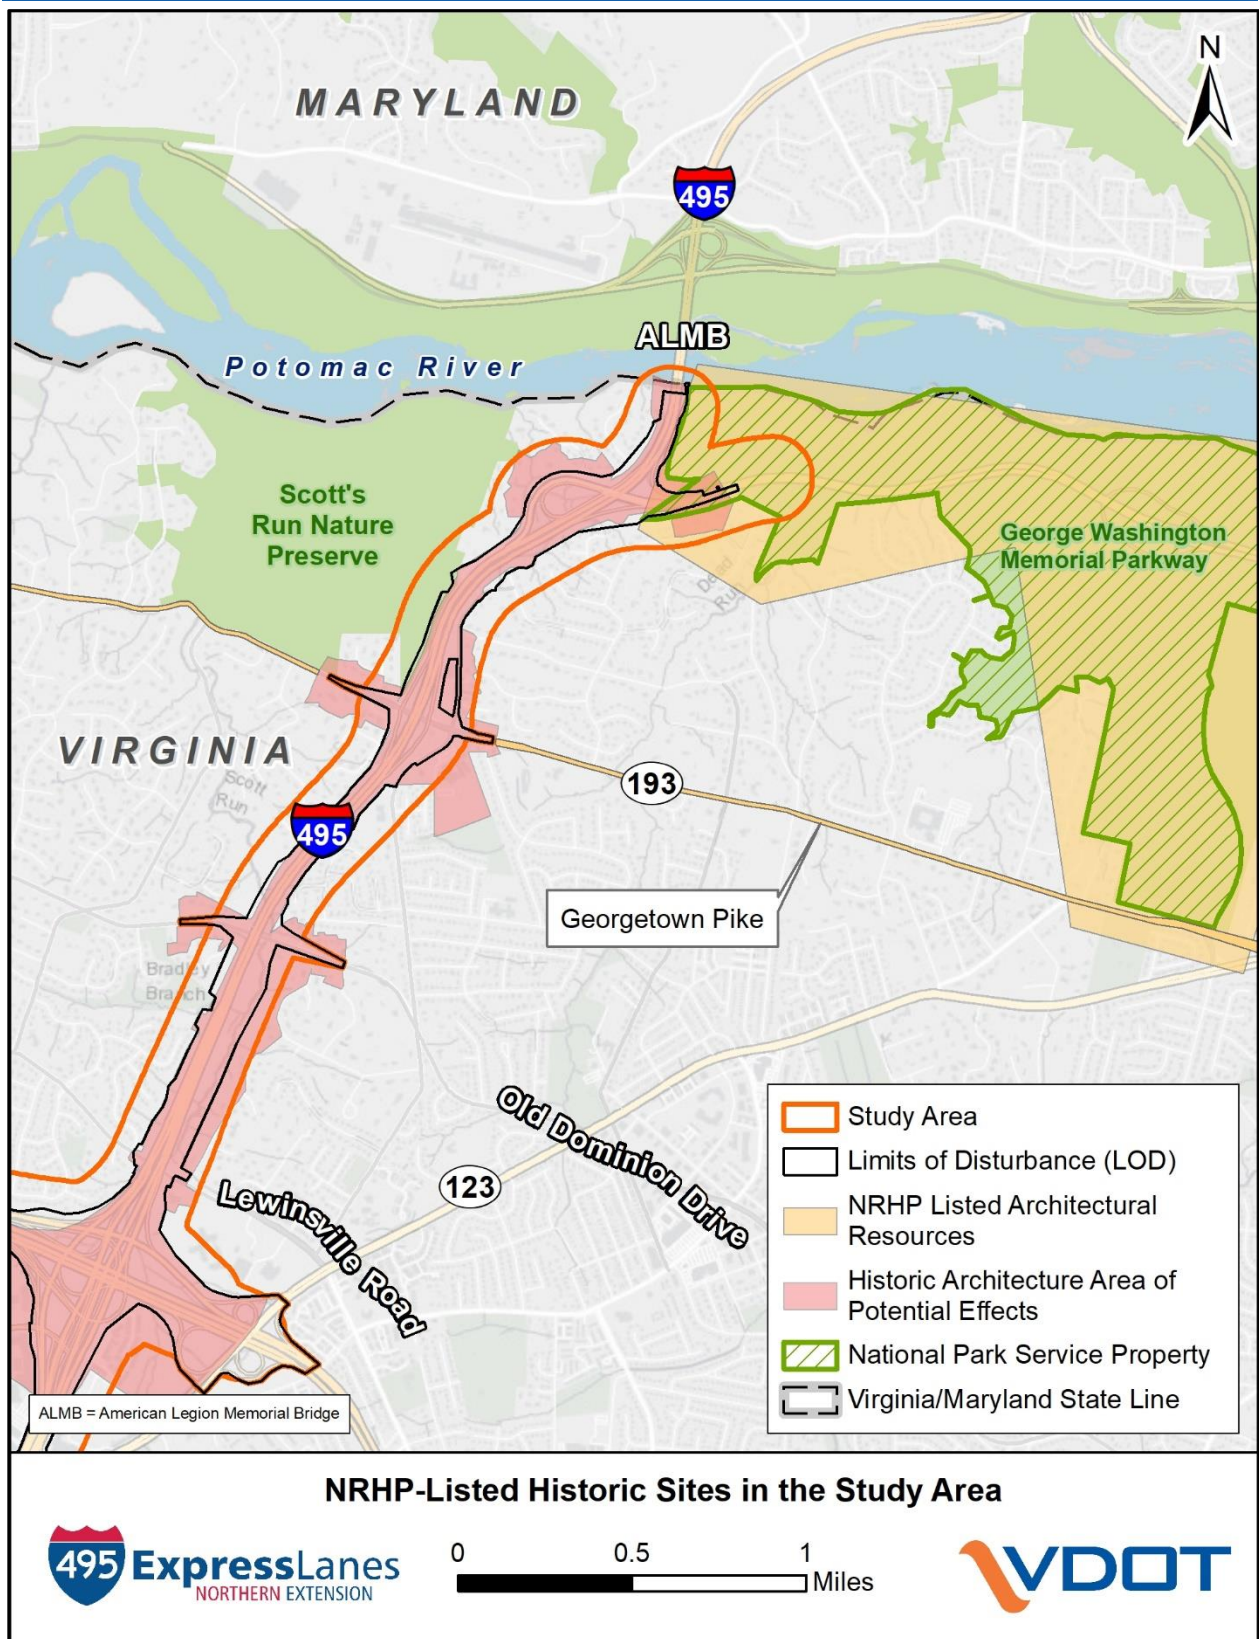 N
MARYLAND
495
ALMB
Potomac River
Scott's
Run Nature
Preserve
George Washington
Memorial Parkway
Dead
Run
VIRGINIA
193
Scott
Run
495
Georgetown Pike
Bradley
Branch
Old Dominion Drive
123
Lewinsville Road
Study Area
Limits of Disturbance (LOD)
NRHP Listed Architectural
Resources
Historic Architecture Area of
Potential Effects
National Park Service Property
Virginia/Maryland State Line
ALMB = American Legion Memorial Bridge
NRHP-Listed Historic Sites in the Study Area
495 ExpressLanes
NORTHERN EXTENSION
0 0.5 1
Miles
VDOT